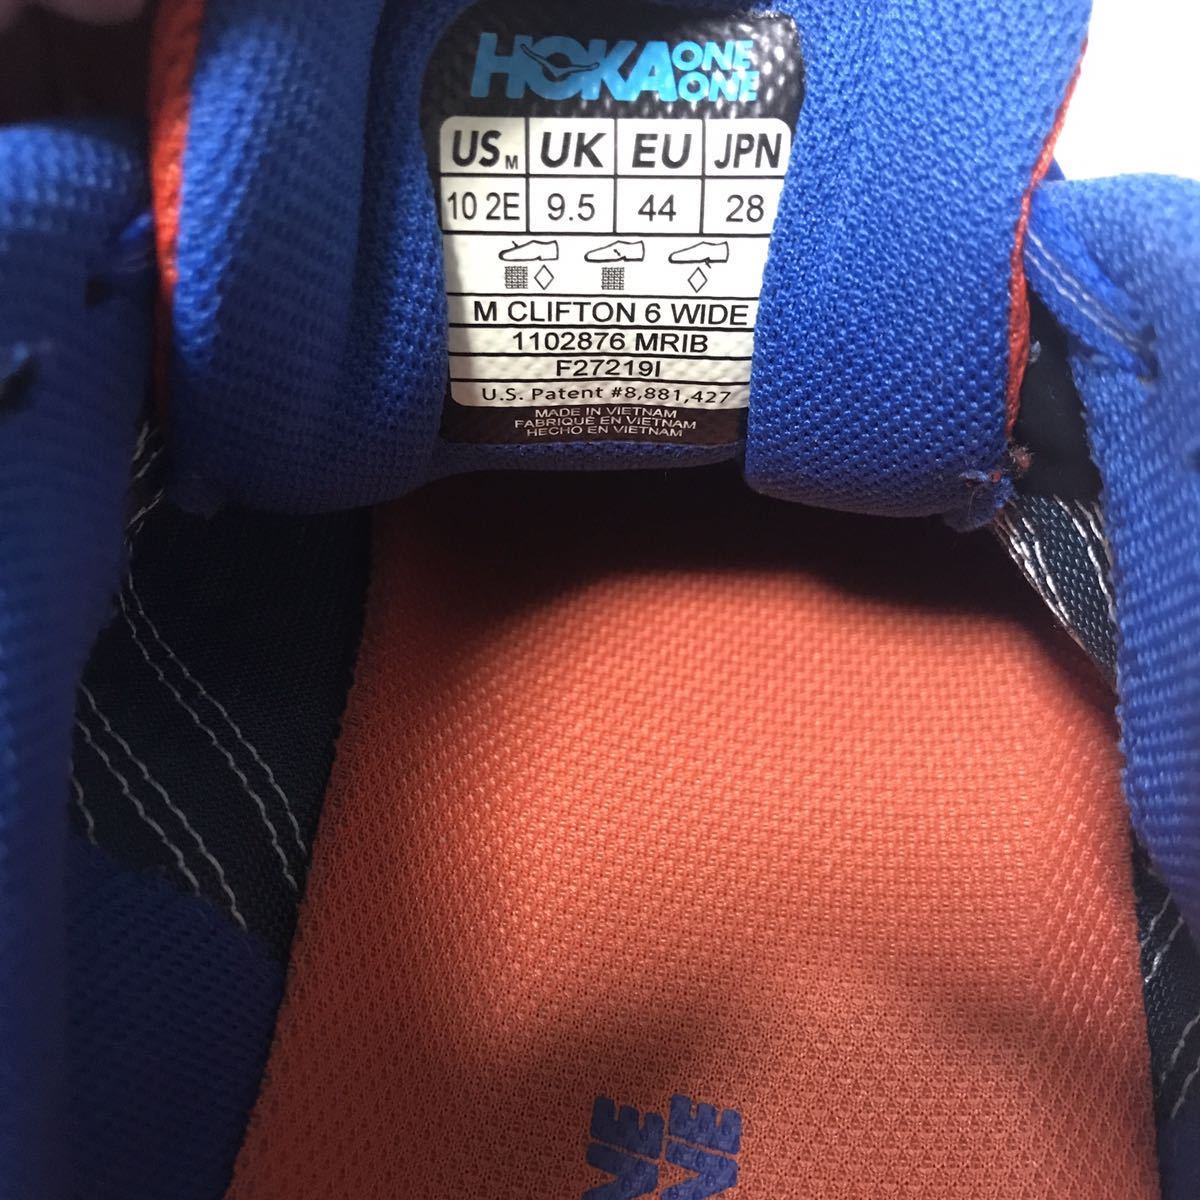 HOKA ONE ONE
US M UK EU JPN
10 2E 9.5 44 28
M CLIFTON 6 WIDE
1102876 MRIB
F27219I
U.S. Patent #8,881,427
MADE IN VIETNAM
FABRIQUE EN VIETNAM
HECHO EN VIETNAM